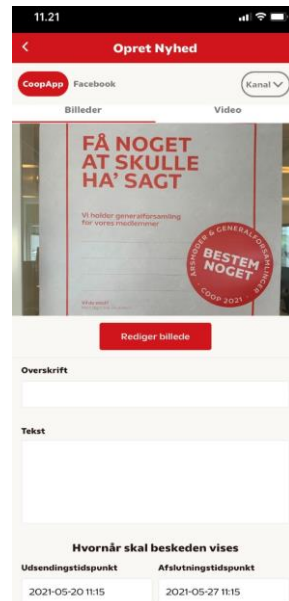 11.21
Opret Nyhed
CoopApp
Facebook
Kanal
Billeder
Video
FÅ NOGET
AT SKULLE
HA' SAGT
Vi holder generalforsamling
for vores medlemmer
ÅRSMØDER & GENERALFORSAMLINGER
BESTEM
NOGET
COOP 2021
Rediger billede
Overskrift
Tekst
Hvornår skal beskeden vises
Udsendingstidspunkt
Afslutningstidspunkt
2021-05-20 11:15
2021-05-27 11:15